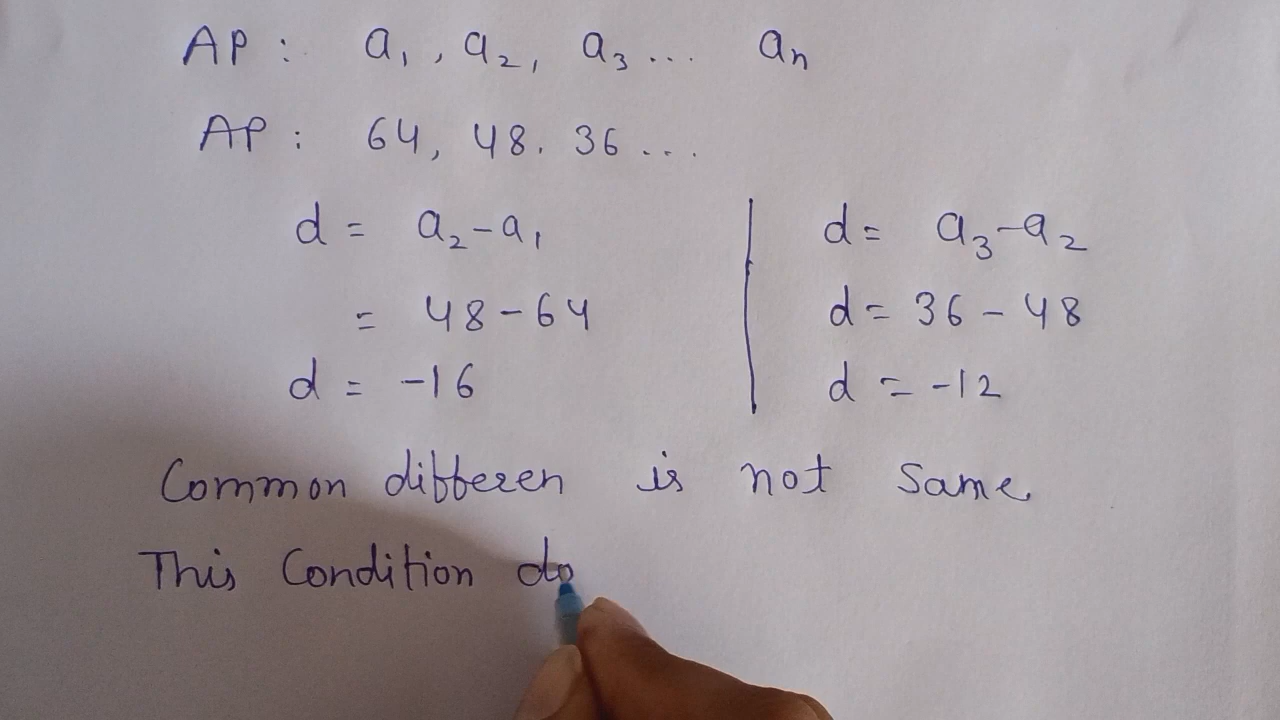 AP : a₁ , a₂, a₃ ... aₙ
AP : 64, 48. 36 ...
d = a₂-a₁
= 48-64
d = -16
d= a₃-a₂
d= 36 - 48
d = -12
Common differen is not same
This Condition do